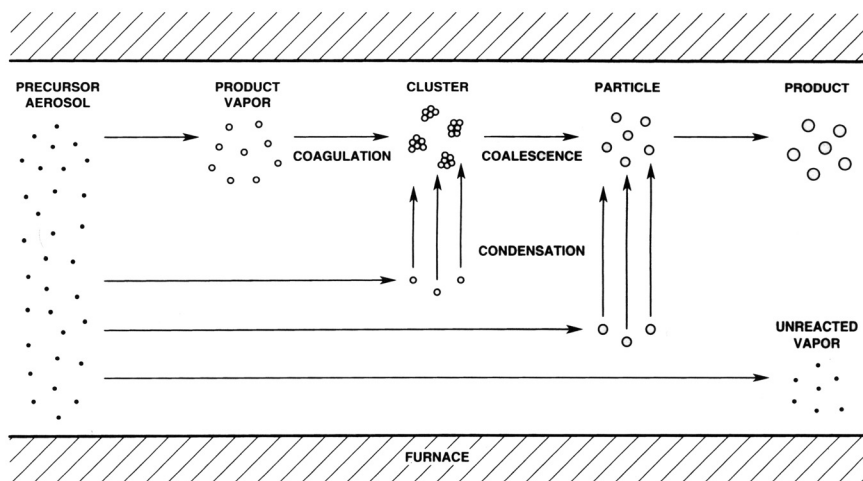 PRECURSOR
AEROSOL
PRODUCT
VAPOR
CLUSTER
PARTICLE
PRODUCT
COAGULATION
COALESCENCE
CONDENSATION
UNREACTED
VAPOR
FURNACE